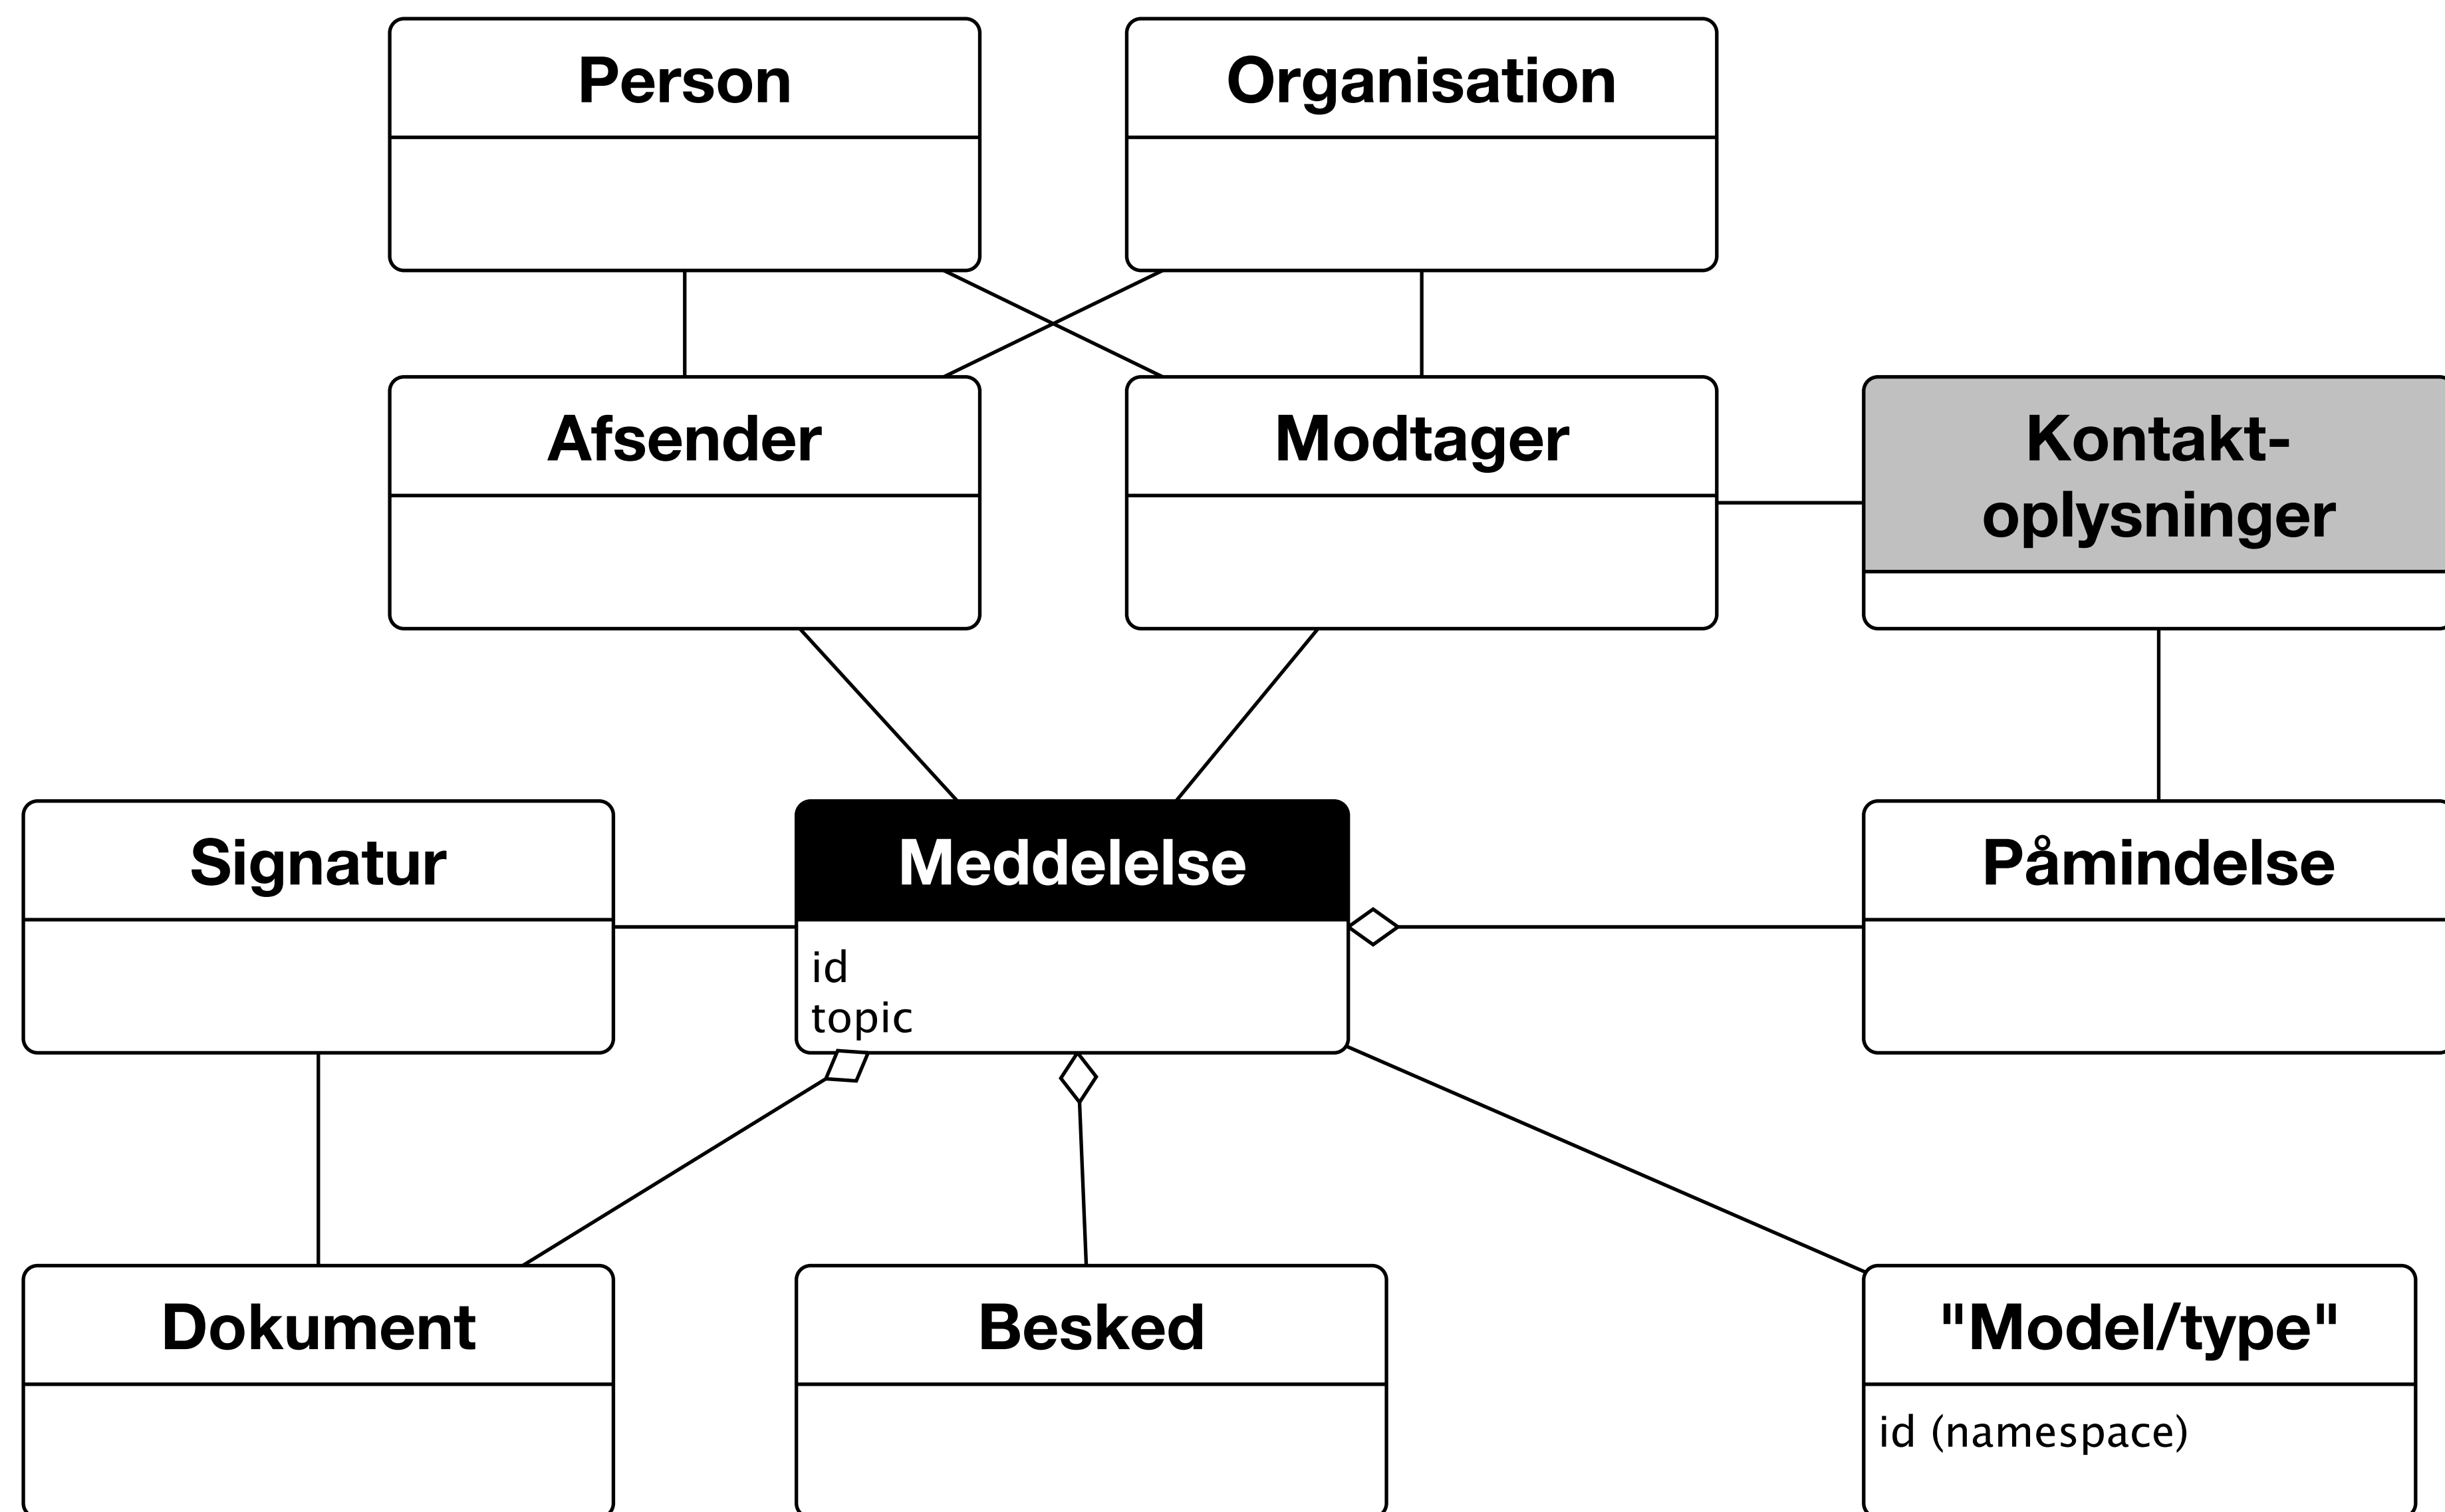 Person
Organisation
Afsender
Modtager
Kontakt-
oplysninger
Signatur
Meddelelse
id
topic
Påmindelse
Dokument
Besked
"Model/type"
id (namespace)